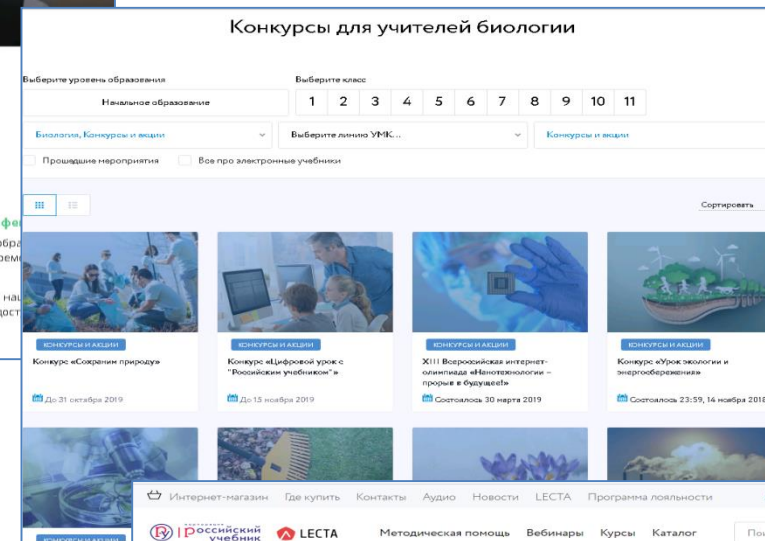 Конкурсы для учителей биологии
Выберите уровень образования
Выберите класс
Начальное образование
1 2 3 4 5 6 7 8 9 10 11
Биология, Конкурсы и акции
Выберите линию УМК...
Конкурсы и акции
Прошедшие мероприятия
Все про электронные учебники
Сортировать
КОНКУРСЫ И АКЦИИ
Конкурс «Сохраним природу»
До 31 октября 2019
КОНКУРСЫ И АКЦИИ
Конкурс «Цифровой урок с
"Российским учебником"»
До 15 ноября 2019
КОНКУРСЫ И АКЦИИ
XIII Всероссийская интернет-
олимпиада «Нанотехнологии –
прорыв в будущее!»
Состоялось 30 марта 2019
КОНКУРСЫ И АКЦИИ
Конкурс «Урок экологии и
энергосбережения»
Состоялось 23:59, 14 ноября 2018
КОНКУРСЫ И АКЦИИ
Интернет-магазин Где купить Контакты Аудио Новости LECTA Программа лояльности
российский
учебник
LECTA
Методическая помощь Вебинары Курсы Каталог